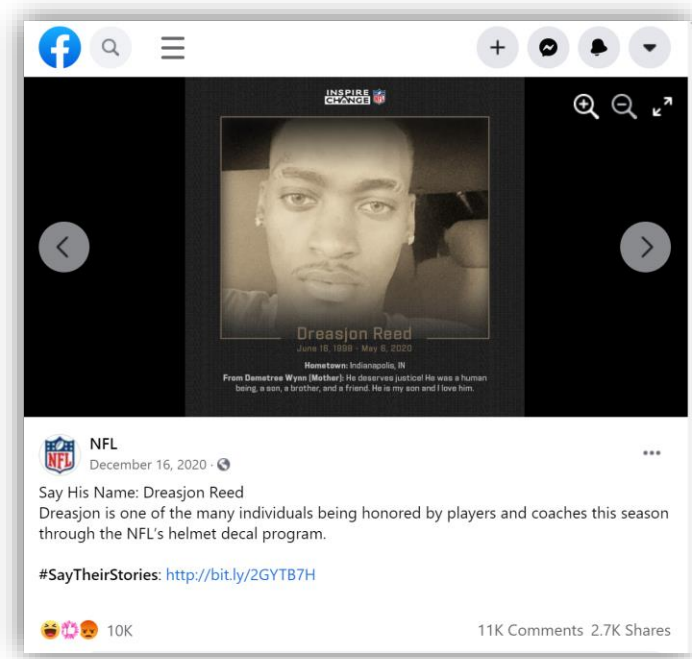 INSPIRE
CHANGE NFL
Dreasjon Reed
June 16, 1998 - May 6, 2020
Hometown: Indianapolis, IN
From Demetree Wynn (Mother): He deserves justice! He was a human
being, a son, a brother, and a friend. He is my son and I love him.
NFL
NFL
December 16, 2020 ·
Say His Name: Dreasjon Reed
Dreasjon is one of the many individuals being honored by players and coaches this season
through the NFL's helmet decal program.
#SayTheirStories: http://bit.ly/2GYTB7H
10K
11K Comments 2.7K Shares